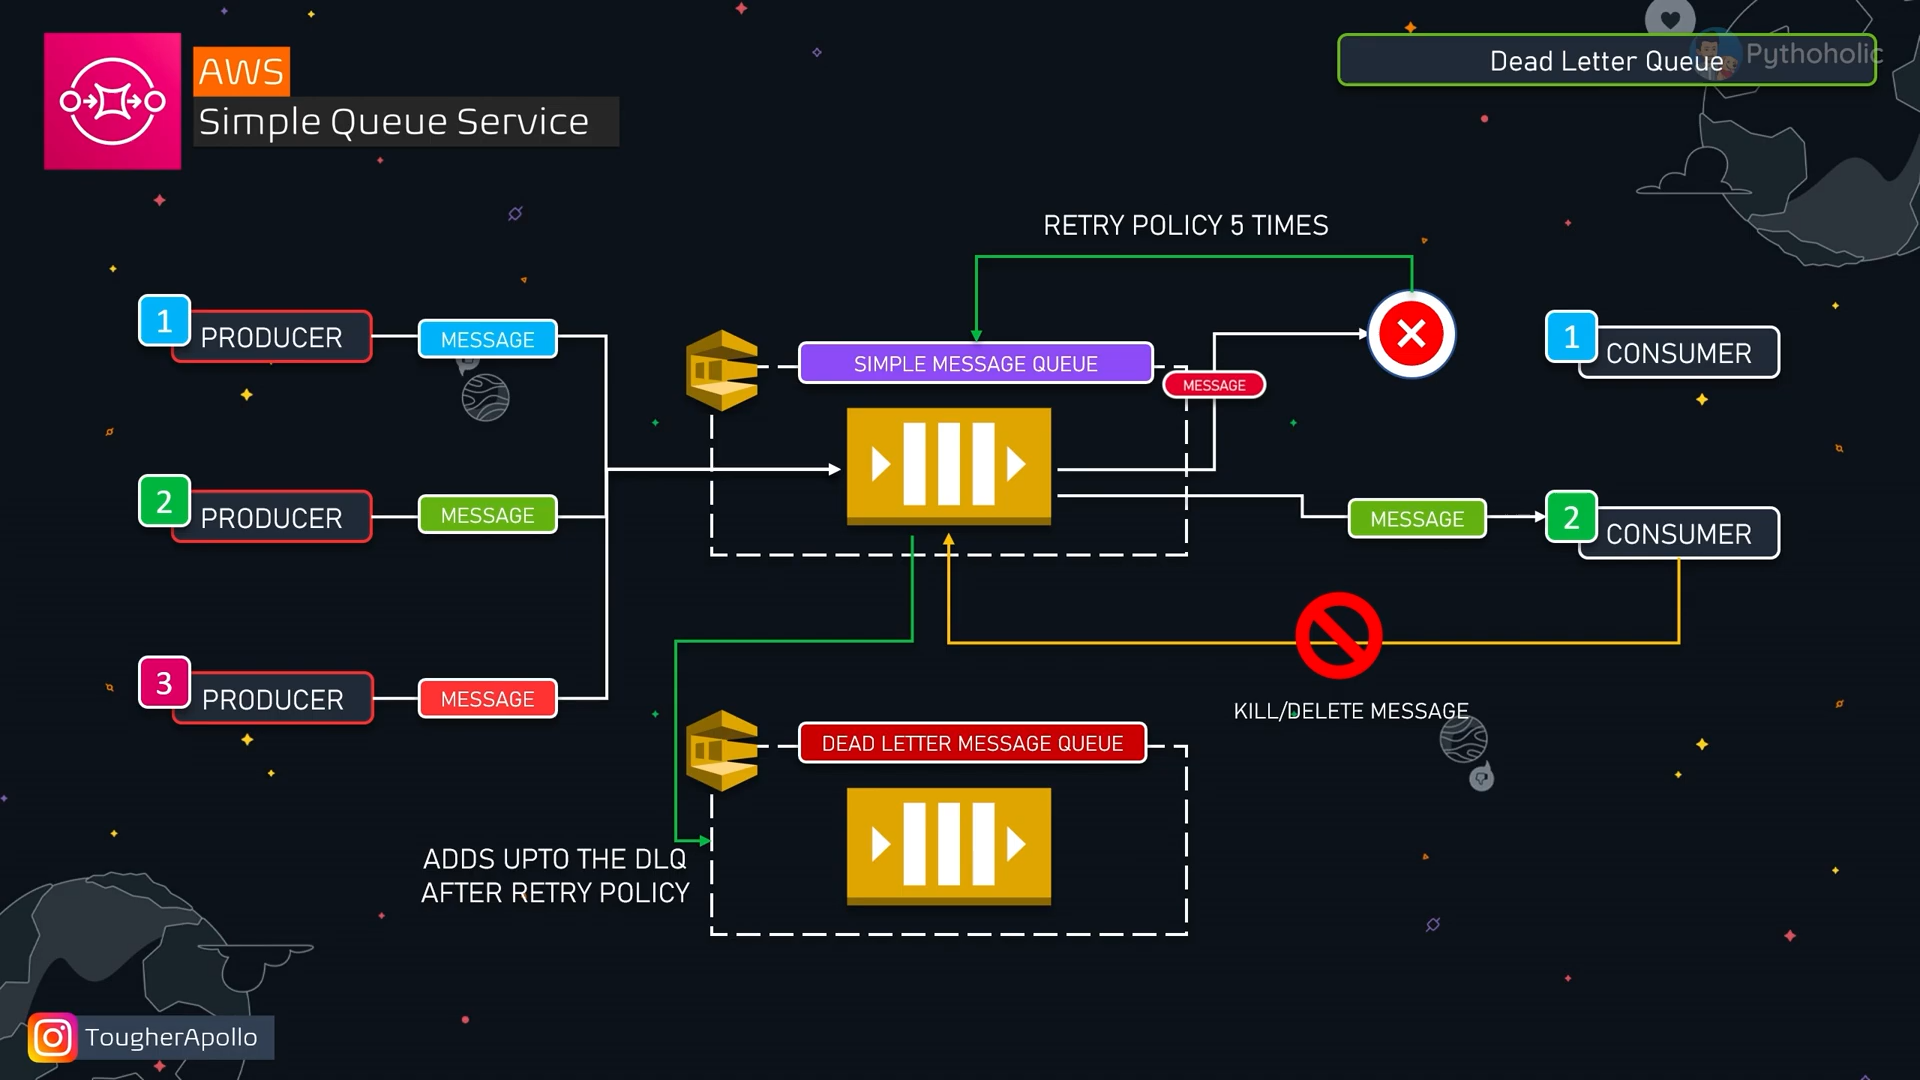 AWS
Simple Queue Service
Dead Letter Queue
Pythoholic
RETRY POLICY 5 TIMES
1
PRODUCER
MESSAGE
SIMPLE MESSAGE QUEUE
MESSAGE
1
CONSUMER
2
PRODUCER
MESSAGE
MESSAGE
2
CONSUMER
3
PRODUCER
MESSAGE
KILL/DELETE MESSAGE
DEAD LETTER MESSAGE QUEUE
ADDS UPTO THE DLQ
AFTER RETRY POLICY
TougherApollo